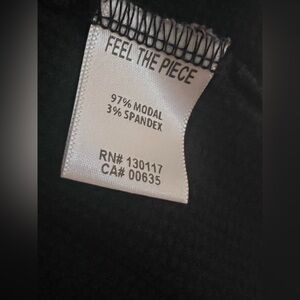 FEEL THE PIECE
97% MODAL
3% SPANDEX
RN# 130117
CA# 00635